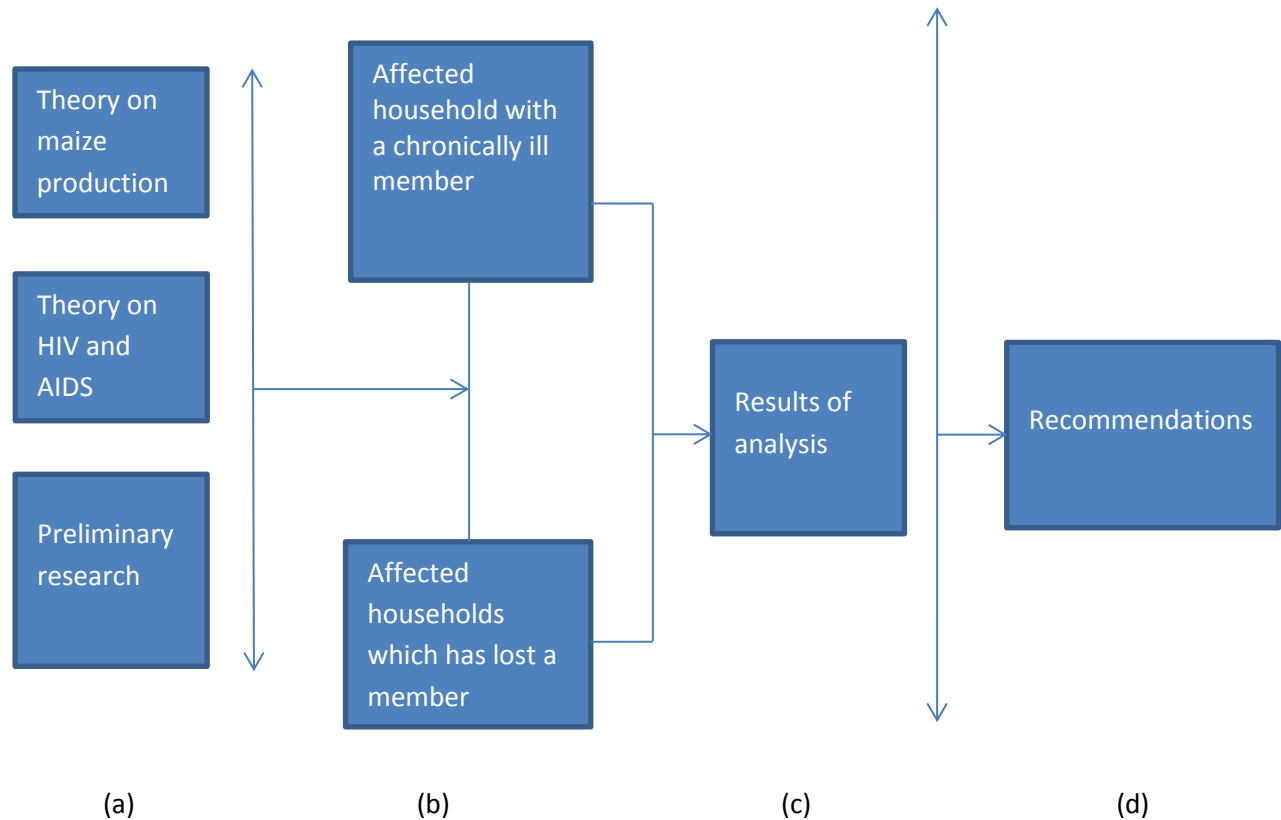 Theory on
maize
production
Theory on
HIV and
AIDS
Preliminary
research
Affected
household with
a chronically ill
member
Affected
households
which has lost a
member
Results of
analysis
Recommendations
(a)
(b)
(c)
(d)